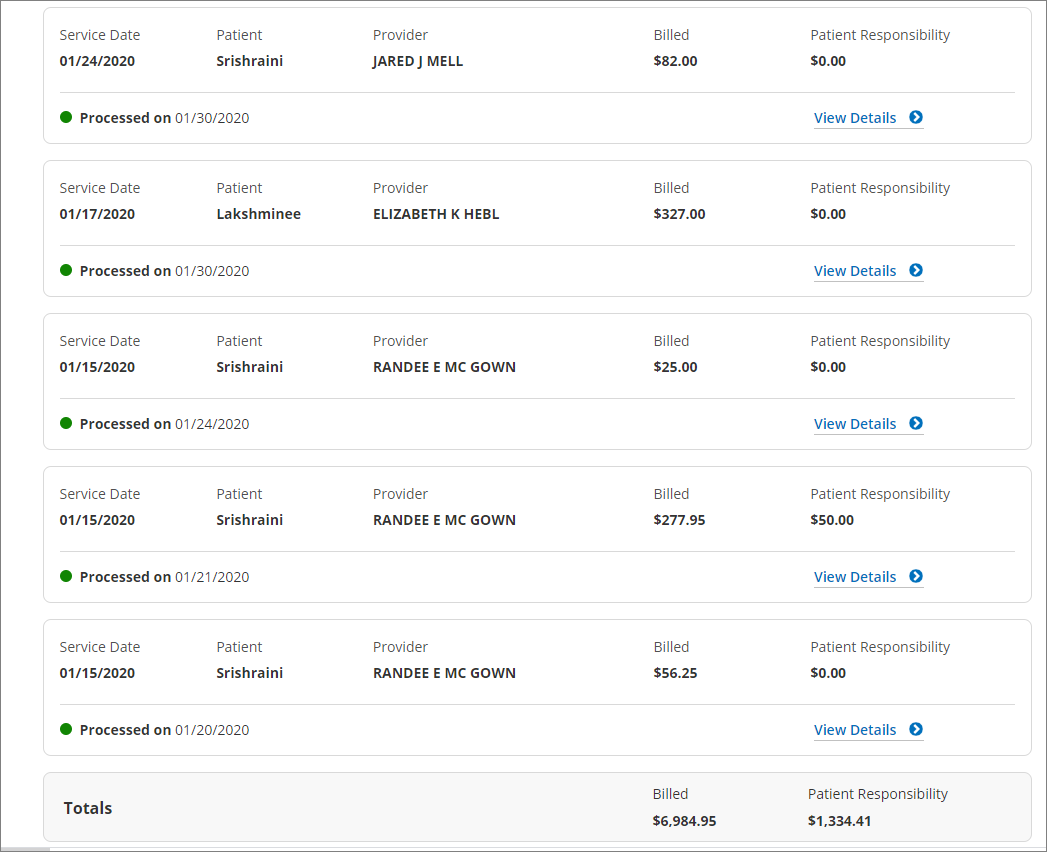 Service Date Patient Provider Billed Patient Responsibility
01/24/2020 Srishraini JARED J MELL $82.00 $0.00
Processed on 01/30/2020 View Details
Service Date Patient Provider Billed Patient Responsibility
01/17/2020 Lakshminee ELIZABETH K HEBL $327.00 $0.00
Processed on 01/30/2020 View Details
Service Date Patient Provider Billed Patient Responsibility
01/15/2020 Srishraini RANDEE E MC GOWN $25.00 $0.00
Processed on 01/24/2020 View Details
Service Date Patient Provider Billed Patient Responsibility
01/15/2020 Srishraini RANDEE E MC GOWN $277.95 $50.00
Processed on 01/21/2020 View Details
Service Date Patient Provider Billed Patient Responsibility
01/15/2020 Srishraini RANDEE E MC GOWN $56.25 $0.00
Processed on 01/20/2020 View Details
Totals Billed Patient Responsibility
$6,984.95 $1,334.41